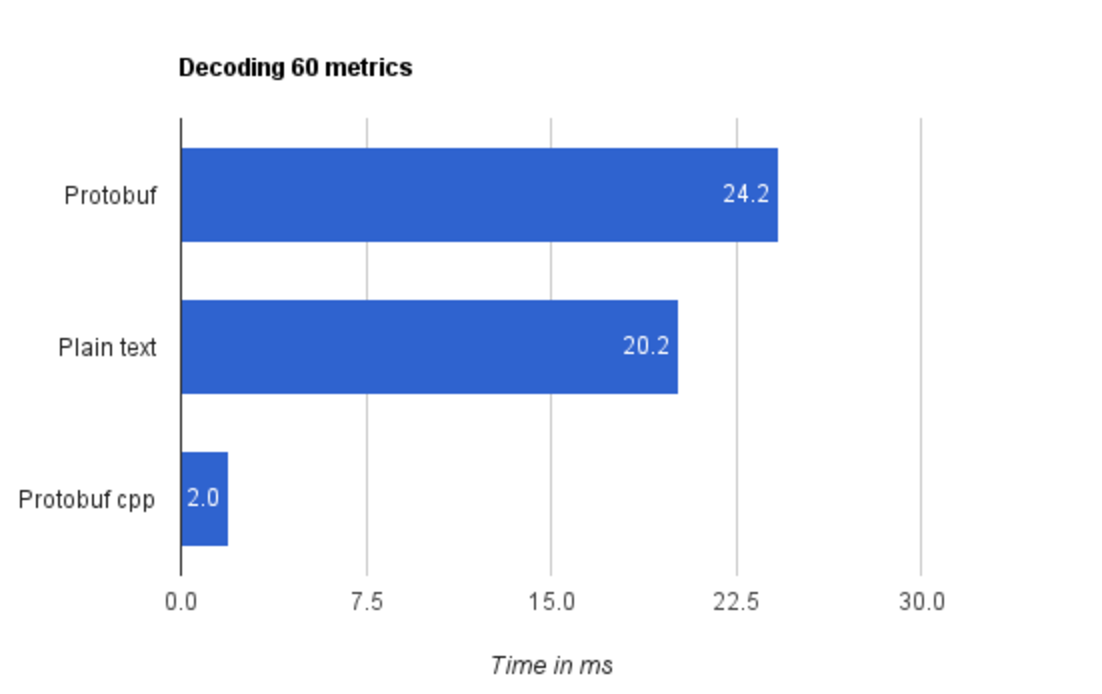 Decoding 60 metrics
Protobuf
24.2
Plain text
20.2
Protobuf cpp
2.0
0.0 7.5 15.0 22.5 30.0
Time in ms